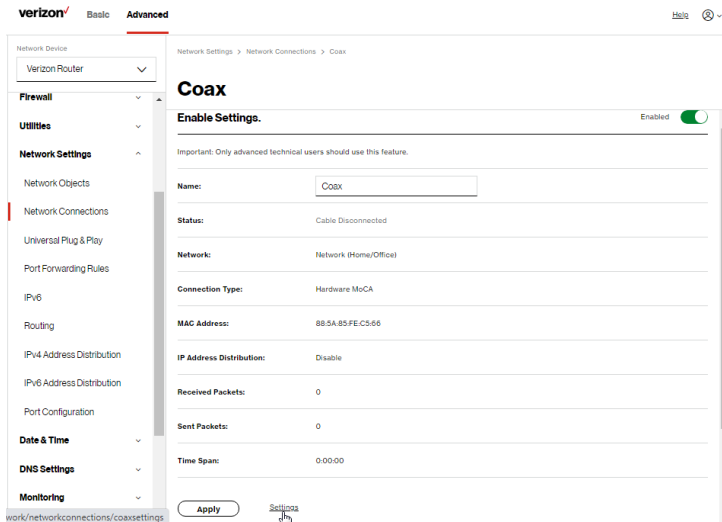 verizon✓ Basic Advanced Help
Network Device
Verizon Router
Firewall
Utilities
Network Settings
Network Objects
Network Connections
Universal Plug & Play
Port Forwarding Rules
IPv6
Routing
IPv4 Address Distribution
IPv6 Address Distribution
Port Configuration
Date & Time
DNS Settings
Monitoring
work/networkconnections/coaxsettings
Network Settings > Network Connections > Coax
Coax
Enable Settings. Enabled
Important: Only advanced technical users should use this feature.
Name: Coax
Status: Cable Disconnected
Network: Network (Home/Office)
Connection Type: Hardware MoCA
MAC Address: 88:5A:85:FE:C5:66
IP Address Distribution: Disable
Received Packets: 0
Sent Packets: 0
Time Span: 0:00:00
Apply Settings